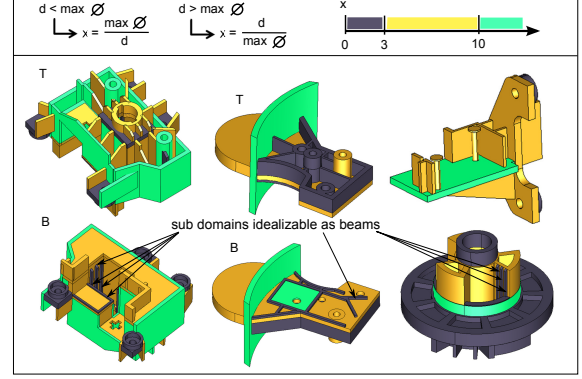 d < max Ø
d > max Ø
x
x = max Ø / d
x = d / max Ø
0 3 10
T
T
B
sub domains idealizable as beams
B